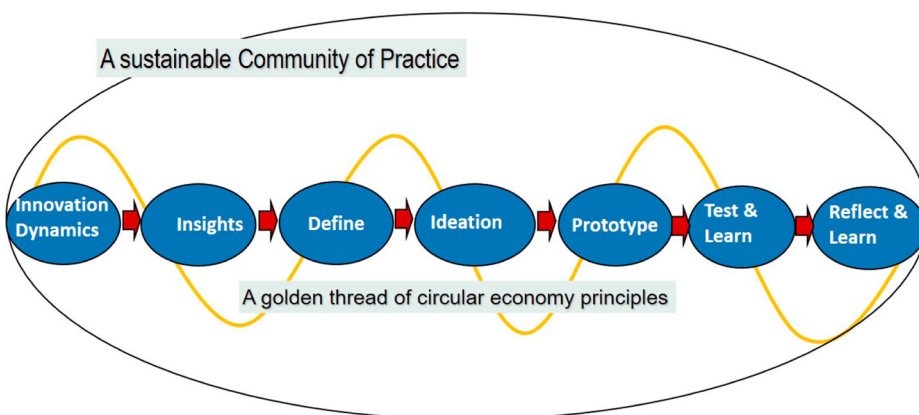 A sustainable Community of Practice
Innovation
Dynamics
Insights
Define
Ideation
Prototype
Test &
Learn
Reflect &
Learn
A golden thread of circular economy principles